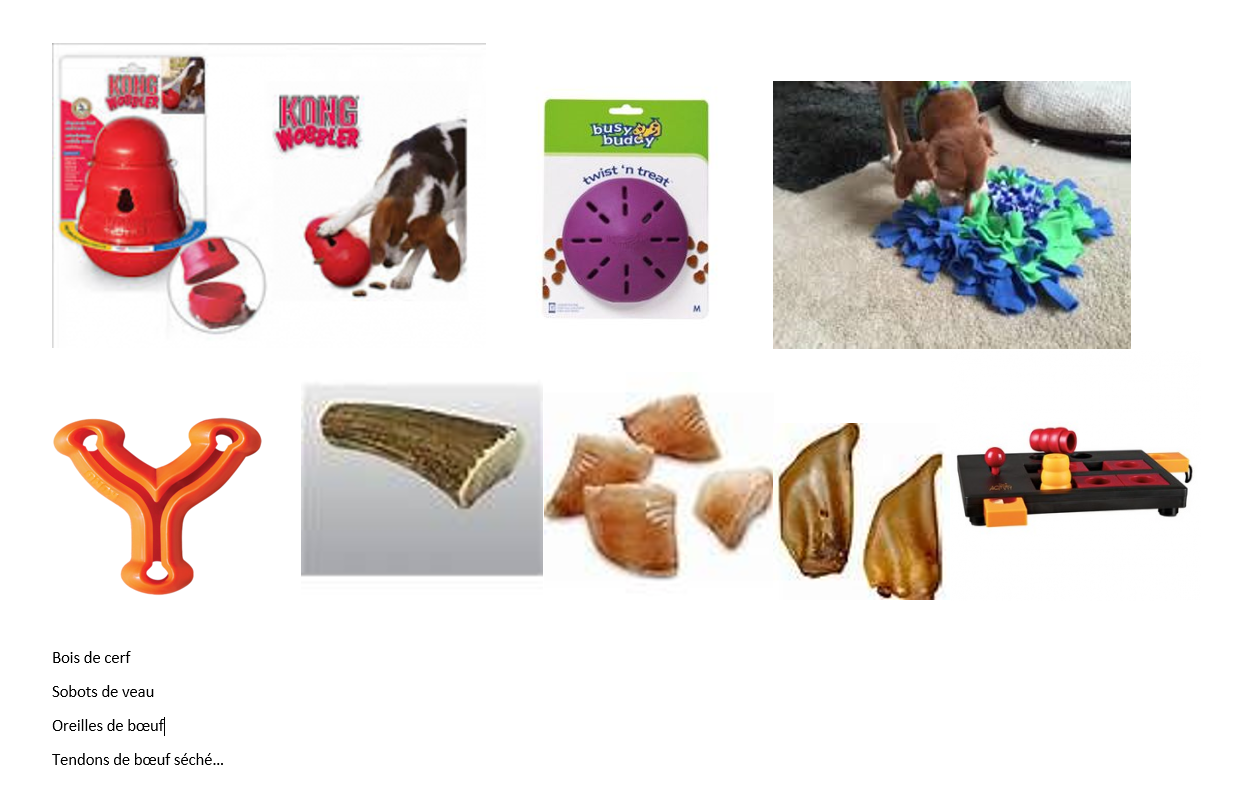 KONG
WOBBLER
KONG
WOBBLER
busy
buddy
twist 'n treat
M
Bois de cerf
Sobots de veau
Oreilles de bœuf
Tendons de bœuf séché...